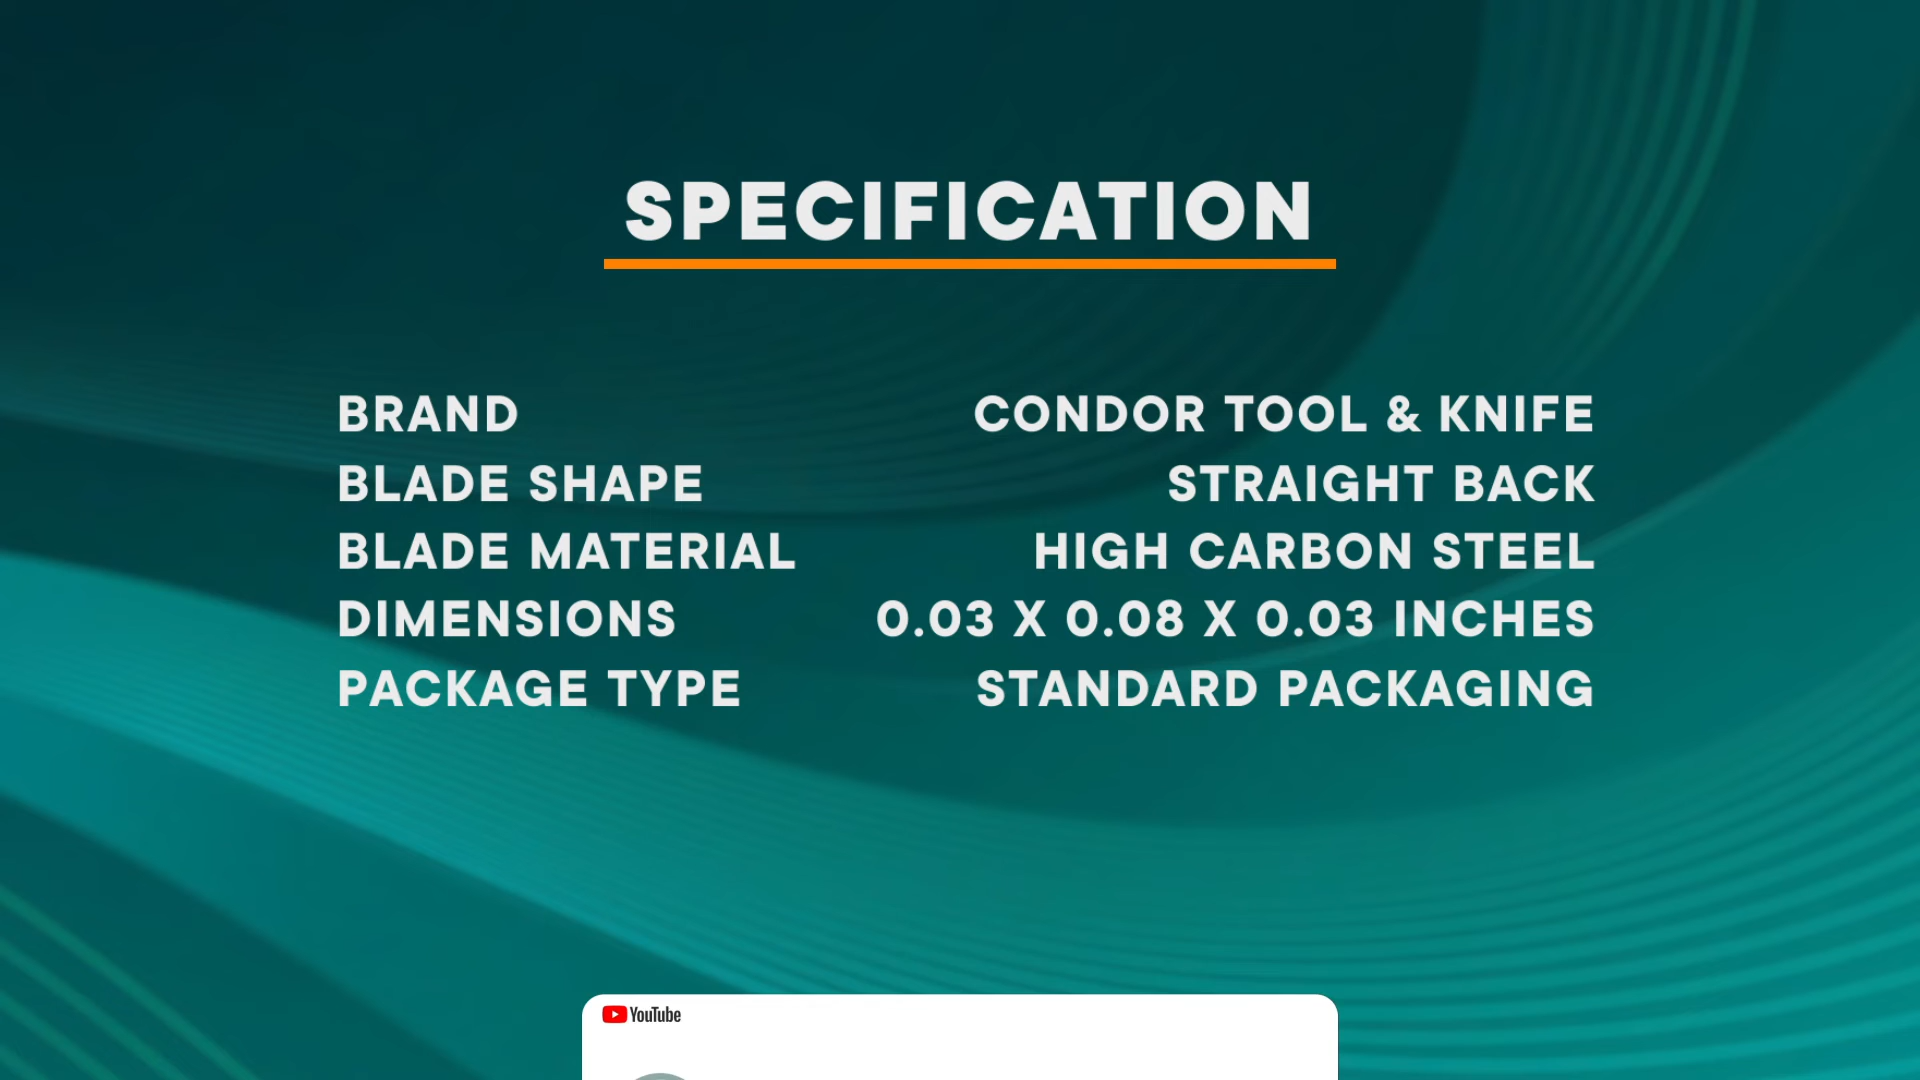 SPECIFICATION
BRAND CONDOR TOOL & KNIFE
BLADE SHAPE STRAIGHT BACK
BLADE MATERIAL HIGH CARBON STEEL
DIMENSIONS 0.03 X 0.08 X 0.03 INCHES
PACKAGE TYPE STANDARD PACKAGING
YouTube